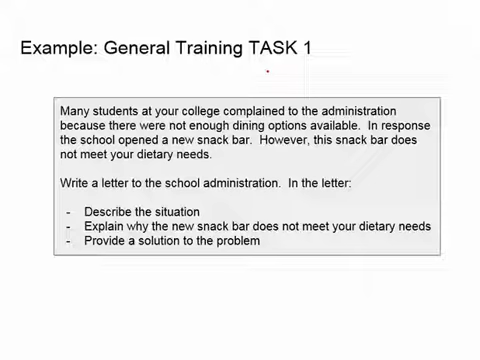 Example: General Training TASK 1
Many students at your college complained to the administration
because there were not enough dining options available.  In response
the school opened a new snack bar.  However, this snack bar does
not meet your dietary needs.
Write a letter to the school administration.  In the letter:
- Describe the situation
- Explain why the new snack bar does not meet your dietary needs
- Provide a solution to the problem